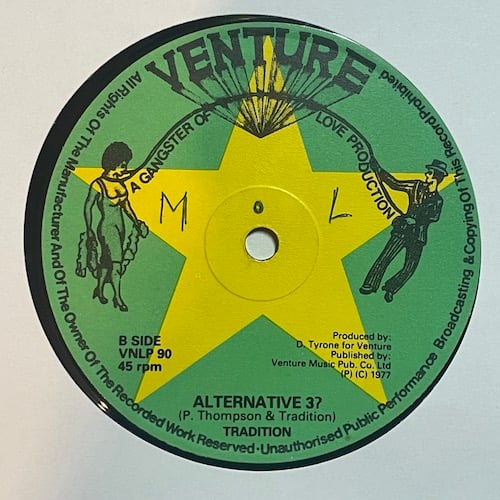 VENTURE
A GANGSTER OF LOVE PRODUCTION
M O L
B SIDE
VNLP 90
45 rpm
Produced by:
D. Tyrone for Venture
Published by:
Venture Music Pub. Co. Ltd
(P) (C) 1977
ALTERNATIVE 3?
(P. Thompson & Tradition)
TRADITION
All Rights Of The Manufacturer And Of The Owner Of The Recorded Work Reserved · Unauthorised Public Performance Broadcasting & Copying Of This Record Prohibited